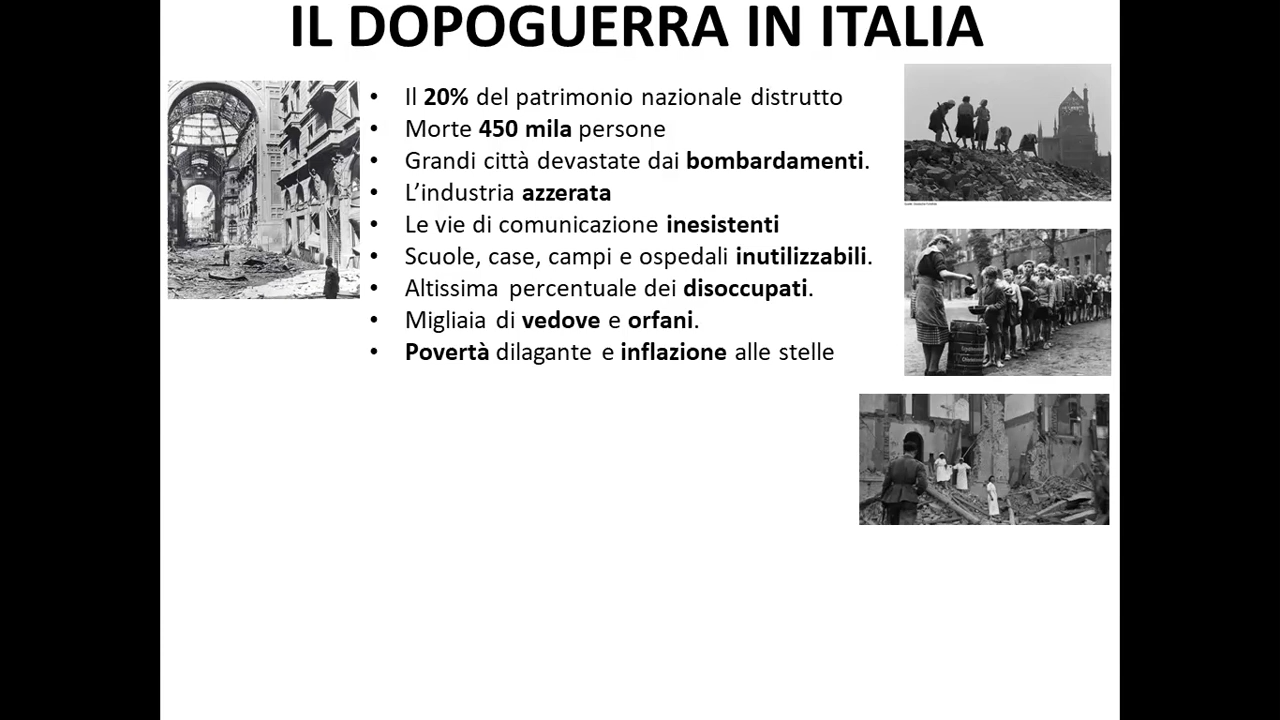 IL DOPOGUERRA IN ITALIA
• Il 20% del patrimonio nazionale distrutto
• Morte 450 mila persone
• Grandi città devastate dai bombardamenti.
• L’industria azzerata
• Le vie di comunicazione inesistenti
• Scuole, case, campi e ospedali inutilizzabili.
• Altissima percentuale dei disoccupati.
• Migliaia di vedove e orfani.
• Povertà dilagante e inflazione alle stelle